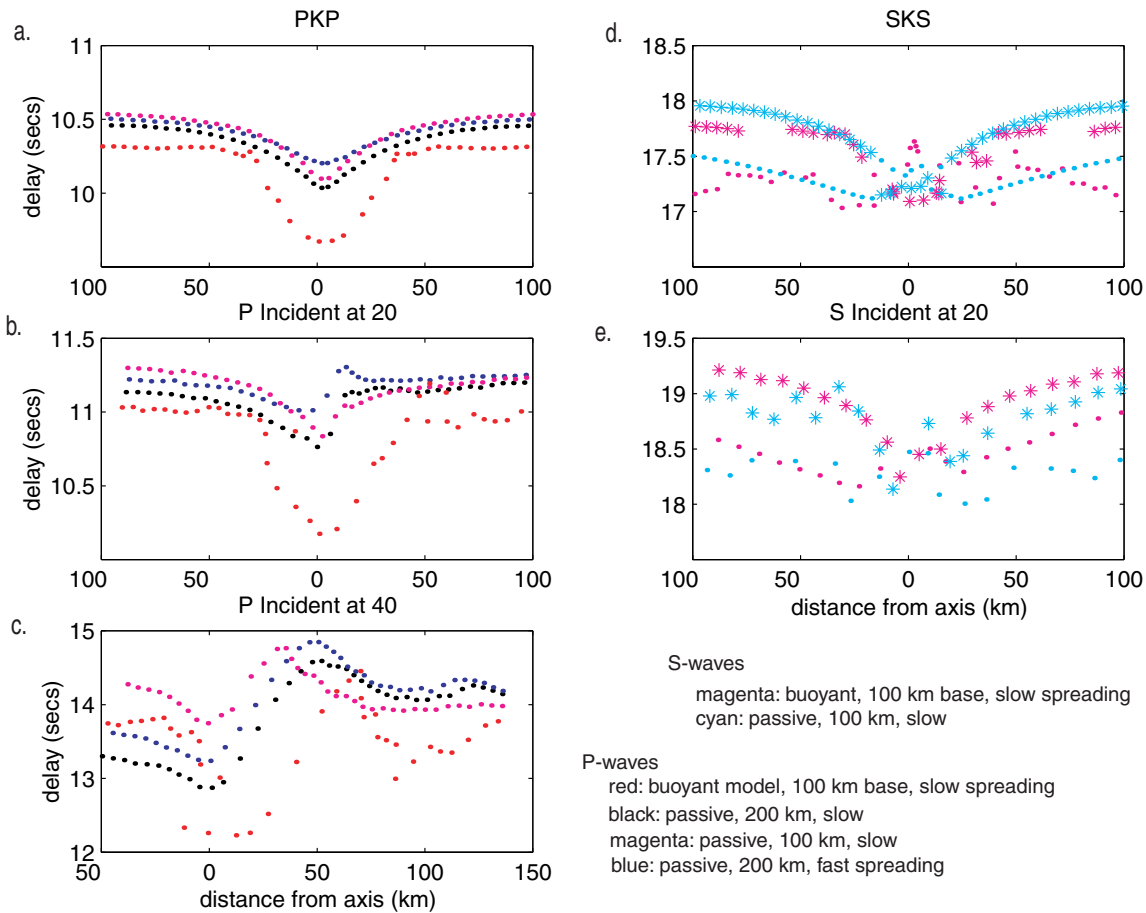 a.
PKP
11
10.5
10
delay (secs)
100
50
0
50
100
b.
P Incident at 20
11.5
11
10.5
delay (secs)
100
50
0
50
100
c.
P Incident at 40
15
14
13
12
delay (secs)
50
0
50
100
150
distance from axis (km)
d.
SKS
18.5
18
17.5
17
100
50
0
50
100
e.
S Incident at 20
19.5
19
18.5
18
100
50
0
50
100
distance from axis (km)
S-waves
magenta: buoyant, 100 km base, slow spreading
cyan: passive, 100 km, slow
P-waves
red: buoyant model, 100 km base, slow spreading
black: passive, 200 km, slow
magenta: passive, 100 km, slow
blue: passive, 200 km, fast spreading